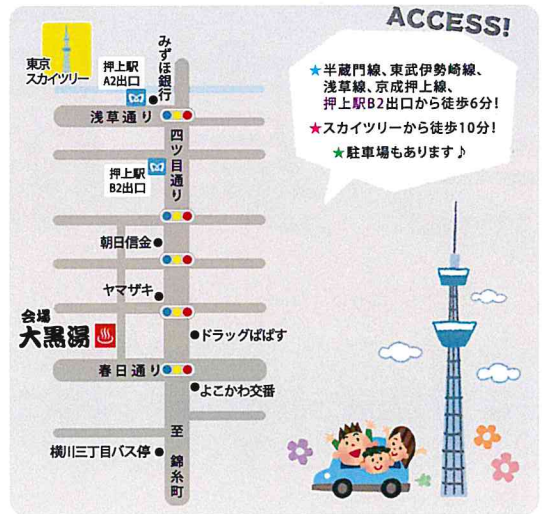 ACCESS!
★半蔵門線、東武伊勢崎線、
浅草線、京成押上線、
押上駅B2出口から徒歩6分!
★スカイツリーから徒歩10分!
★駐車場もあります♪
東京
スカイツリー
押上駅
A2出口
みずほ銀行
浅草通り
四ツ目通り
押上駅
B2出口
朝日信金
ヤマザキ
会場
大黒湯
ドラッグぱぱす
春日通り
よこかわ交番
横川三丁目バス停
至 錦糸町